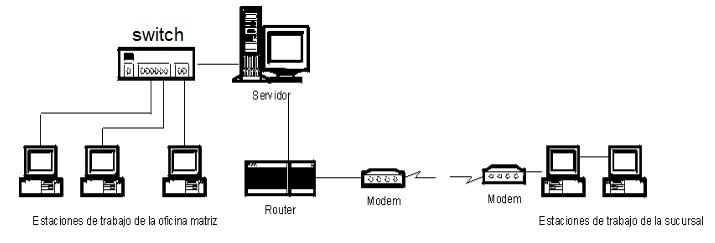 switch
Servidor
Router
Modem
Modem
Estaciones de trabajo de la oficina matriz
Estaciones de trabajo de la sucursal